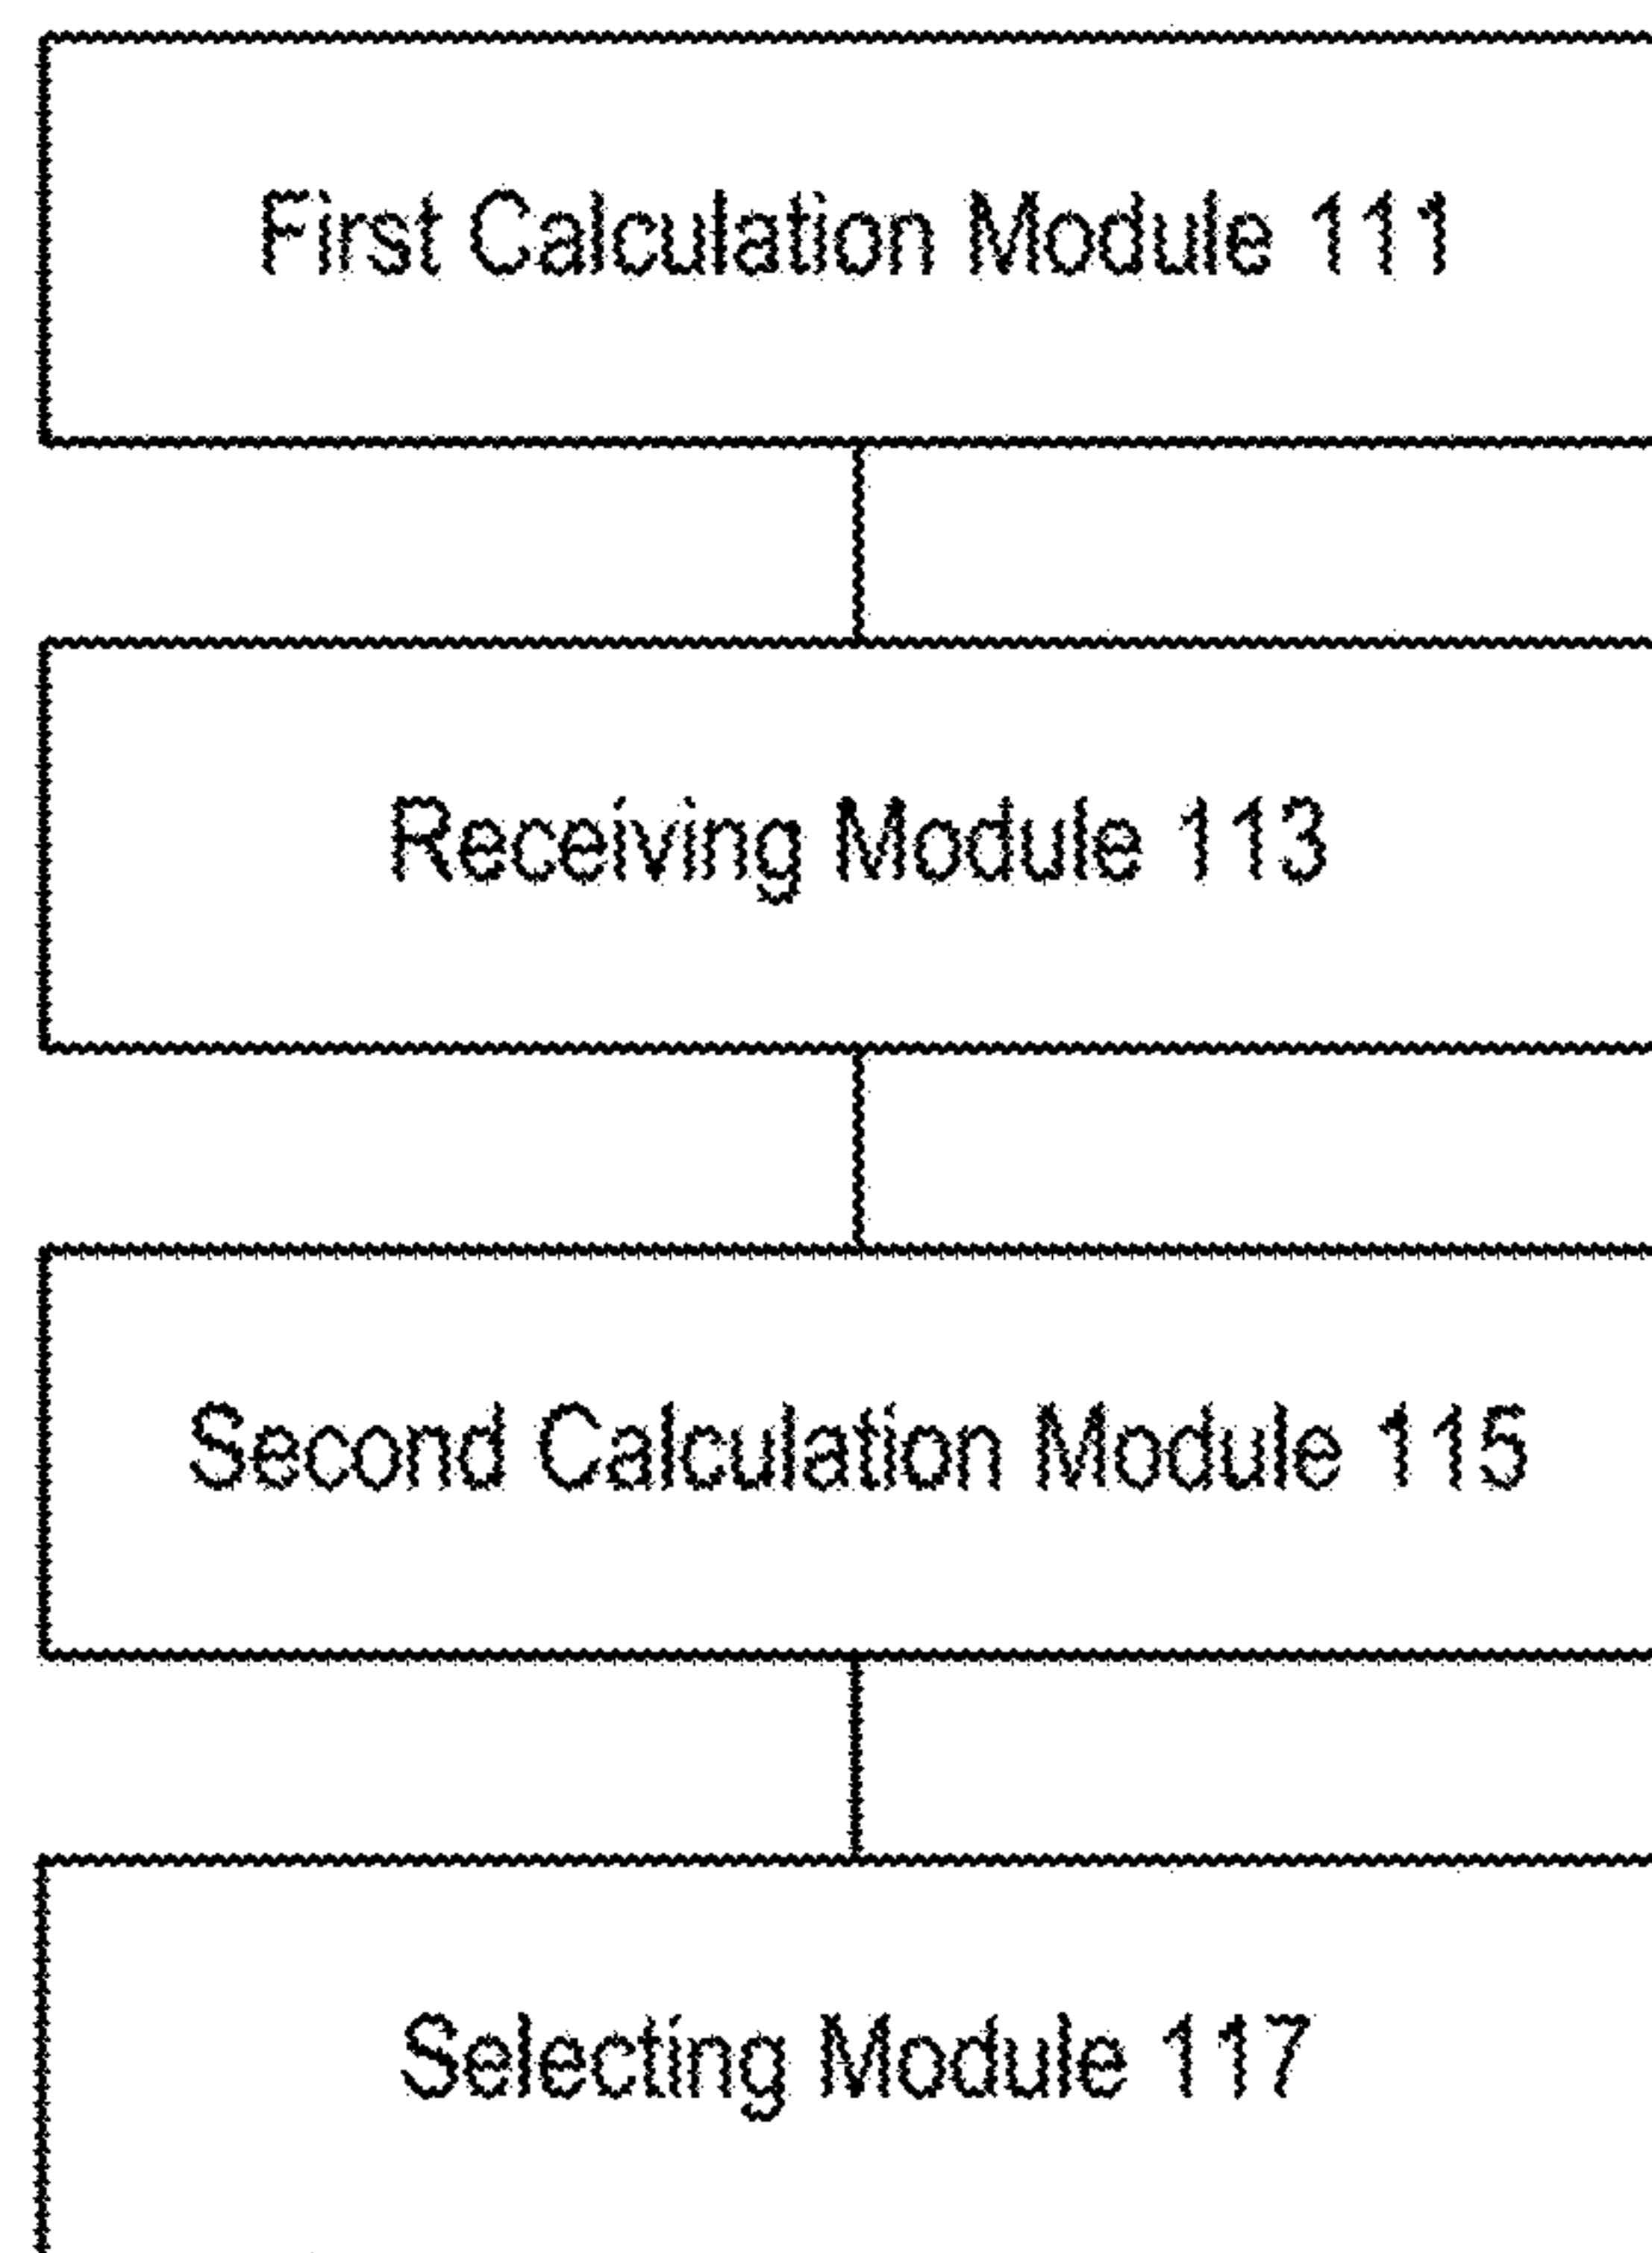 First Calculation Module 111
Receiving Module 113
Second Calculation Module 115
Selecting Module 117